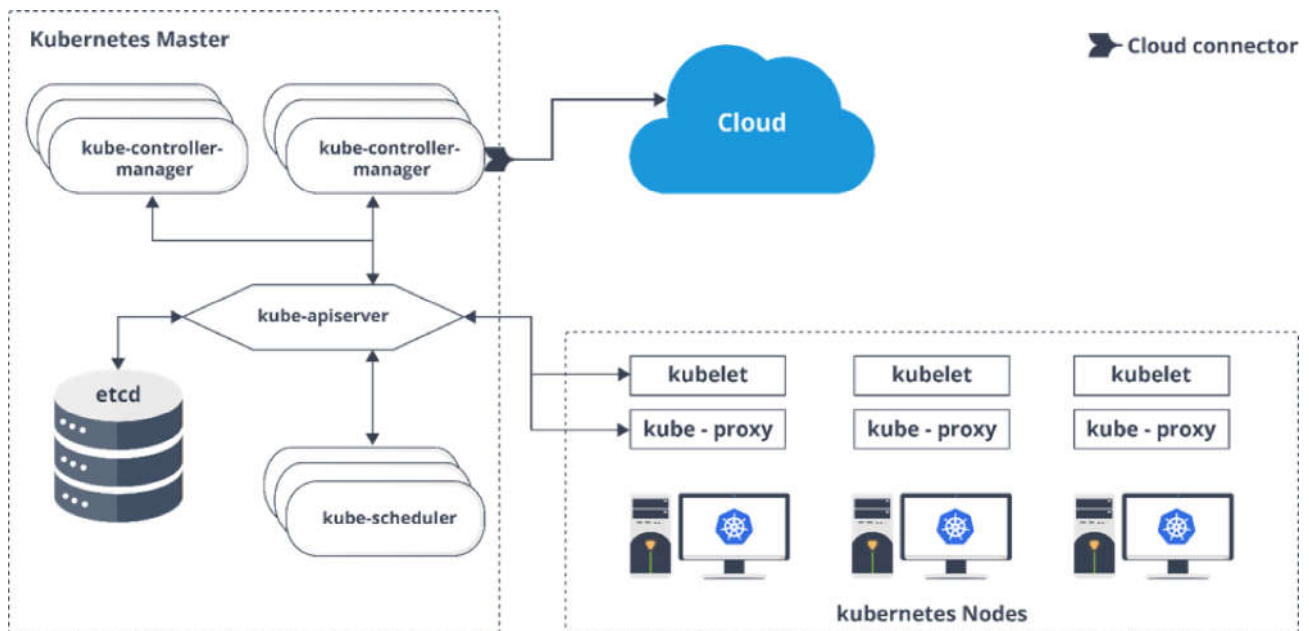 Kubernetes Master
Cloud connector
kube-controller-
manager
kube-controller-
manager
Cloud
kube-apiserver
etcd
kube-scheduler
kubelet
kubelet
kubelet
kube - proxy
kube - proxy
kube - proxy
kubernetes Nodes